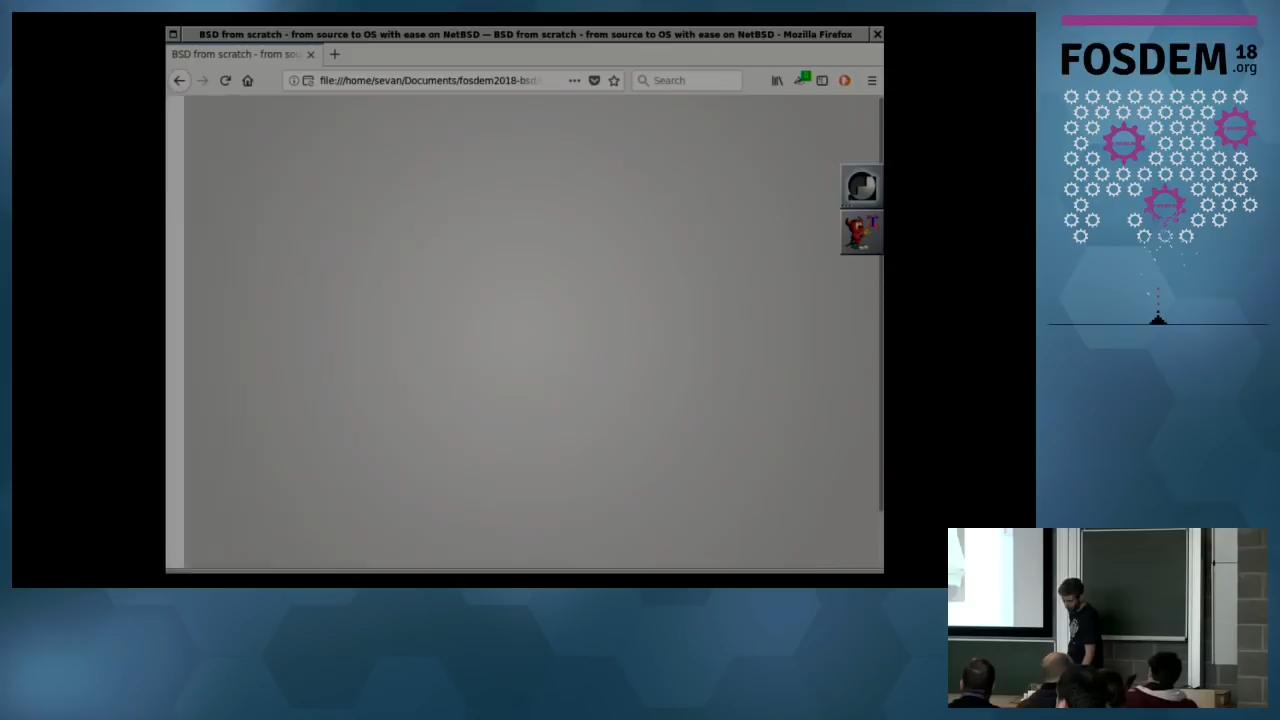 BSD from scratch - from source to OS with ease on NetBSD — BSD from scratch - from source to OS with ease on NetBSD - Mozilla Firefox
BSD from scratch - from sou
file:///home/sevan/Documents/fosdem2018-bsd
Search
T
FOSDEM 18
.org